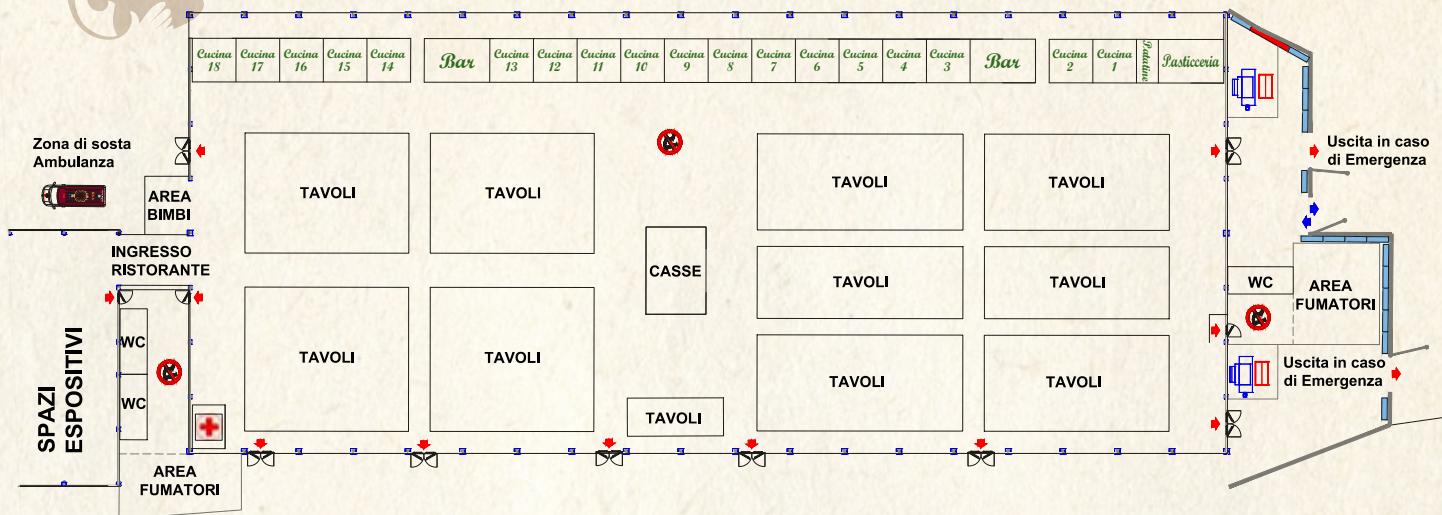 Cucina
18
Cucina
17
Cucina
16
Cucina
15
Cucina
14
Bar
Cucina
13
Cucina
12
Cucina
11
Cucina
10
Cucina
9
Cucina
8
Cucina
7
Cucina
6
Cucina
5
Cucina
4
Cucina
3
Bar
Cucina
2
Cucina
1
Patatine
Pasticceria
Zona di sosta
Ambulanza
Uscita in caso
di Emergenza
AREA
BIMBI
TAVOLI
TAVOLI
TAVOLI
TAVOLI
INGRESSO
RISTORANTE
CASSE
TAVOLI
TAVOLI
WC
AREA
FUMATORI
SPAZI
ESPOSITIVI
WC
WC
TAVOLI
TAVOLI
TAVOLI
TAVOLI
Uscita in caso
di Emergenza
TAVOLI
AREA
FUMATORI